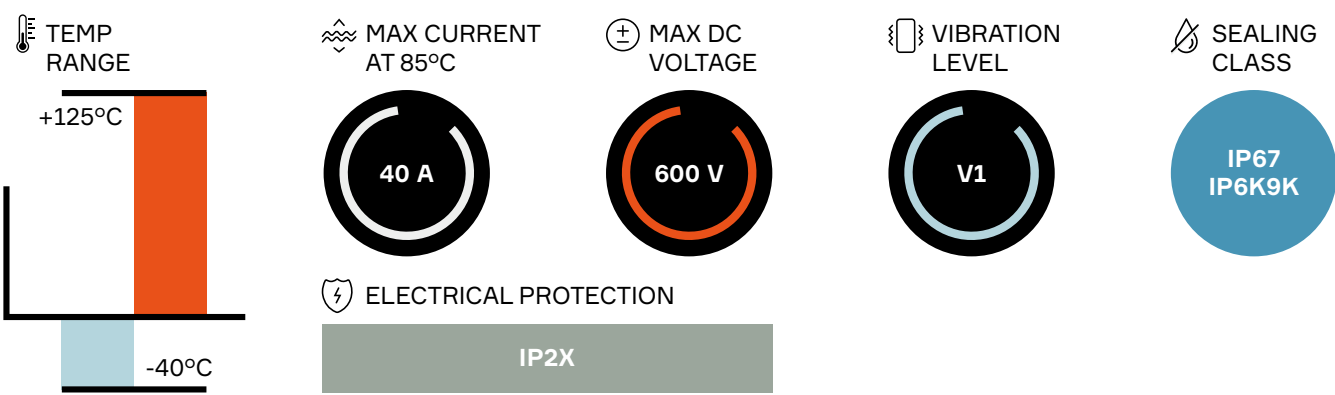 TEMP
RANGE
+125°C
-40°C
MAX CURRENT
AT 85°C
40 A
MAX DC
VOLTAGE
600 V
VIBRATION
LEVEL
V1
SEALING
CLASS
IP67
IP6K9K
ELECTRICAL PROTECTION
IP2X